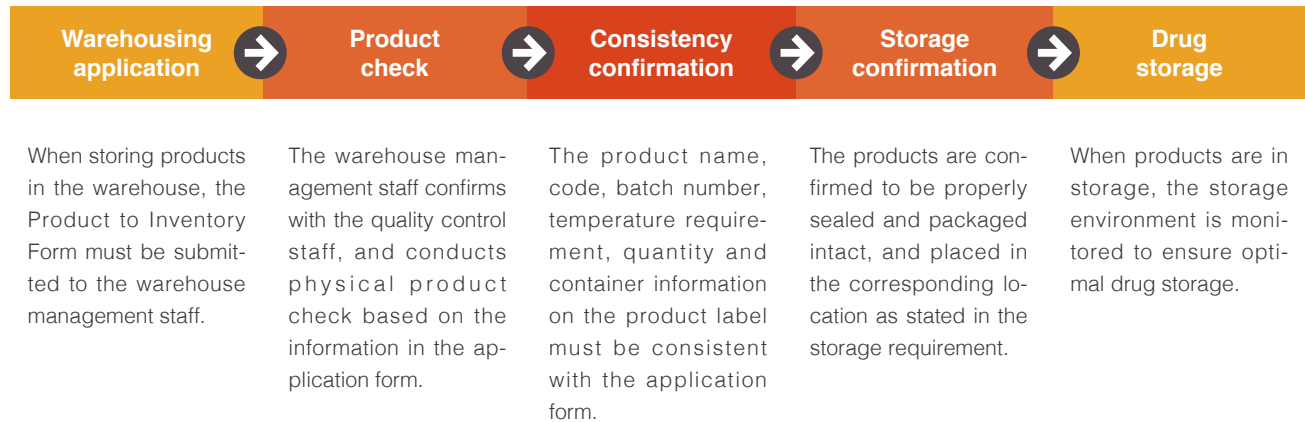 Warehousing
application
Product
check
Consistency
confirmation
Storage
confirmation
Drug
storage
When storing products
in the warehouse, the
Product to Inventory
Form must be submit-
ted to the warehouse
management staff.
The warehouse man-
agement staff confirms
with the quality control
staff, and conducts
physical product
check based on the
information in the ap-
plication form.
The product name,
code, batch number,
temperature require-
ment, quantity and
container information
on the product label
must be consistent
with the application
form.
The products are con-
firmed to be properly
sealed and packaged
intact, and placed in
the corresponding lo-
cation as stated in the
storage requirement.
When products are in
storage, the storage
environment is moni-
tored to ensure opti-
mal drug storage.